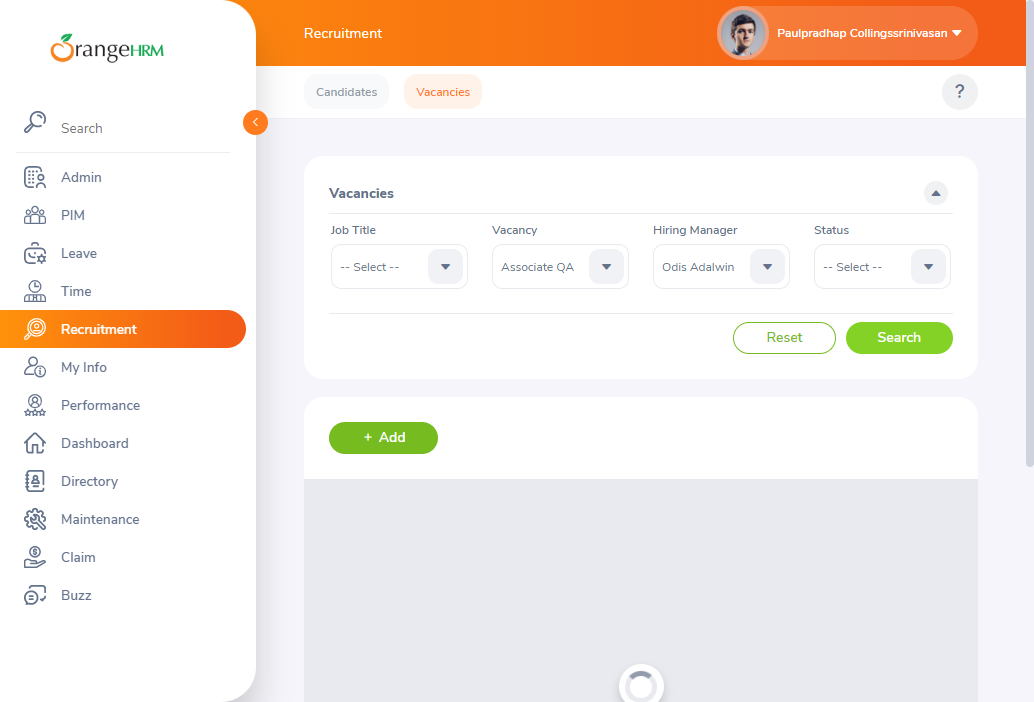 OrangeHRM
Search
Admin
PIM
Leave
Time
Recruitment
My Info
Performance
Dashboard
Directory
Maintenance
Claim
Buzz
Recruitment
Paulpradhap Collingssrinivasan
Candidates
Vacancies
?
Vacancies
Job Title
Vacancy
Hiring Manager
Status
-- Select --
Associate QA
Odis Adalwin
-- Select --
Reset
Search
+ Add